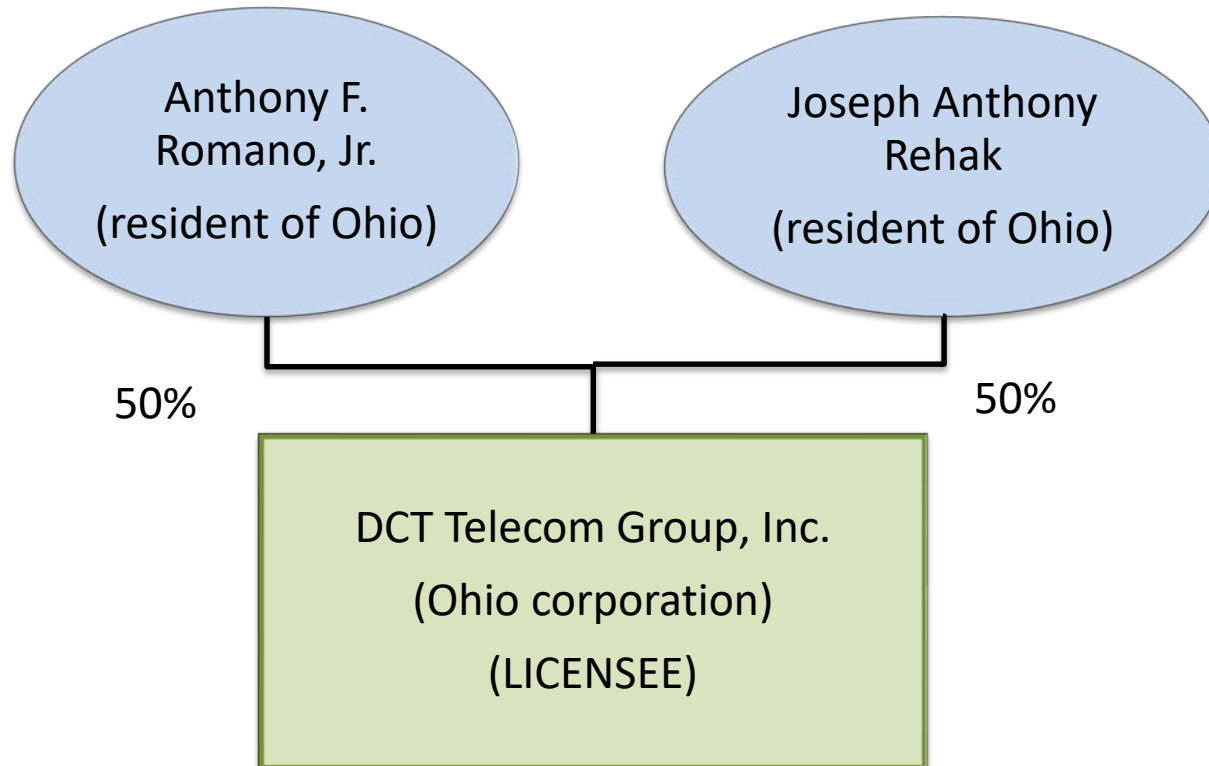 Anthony F.
Romano, Jr.
(resident of Ohio)
Joseph Anthony
Rehak
(resident of Ohio)
50%
50%
DCT Telecom Group, Inc.
(Ohio corporation)
(LICENSEE)